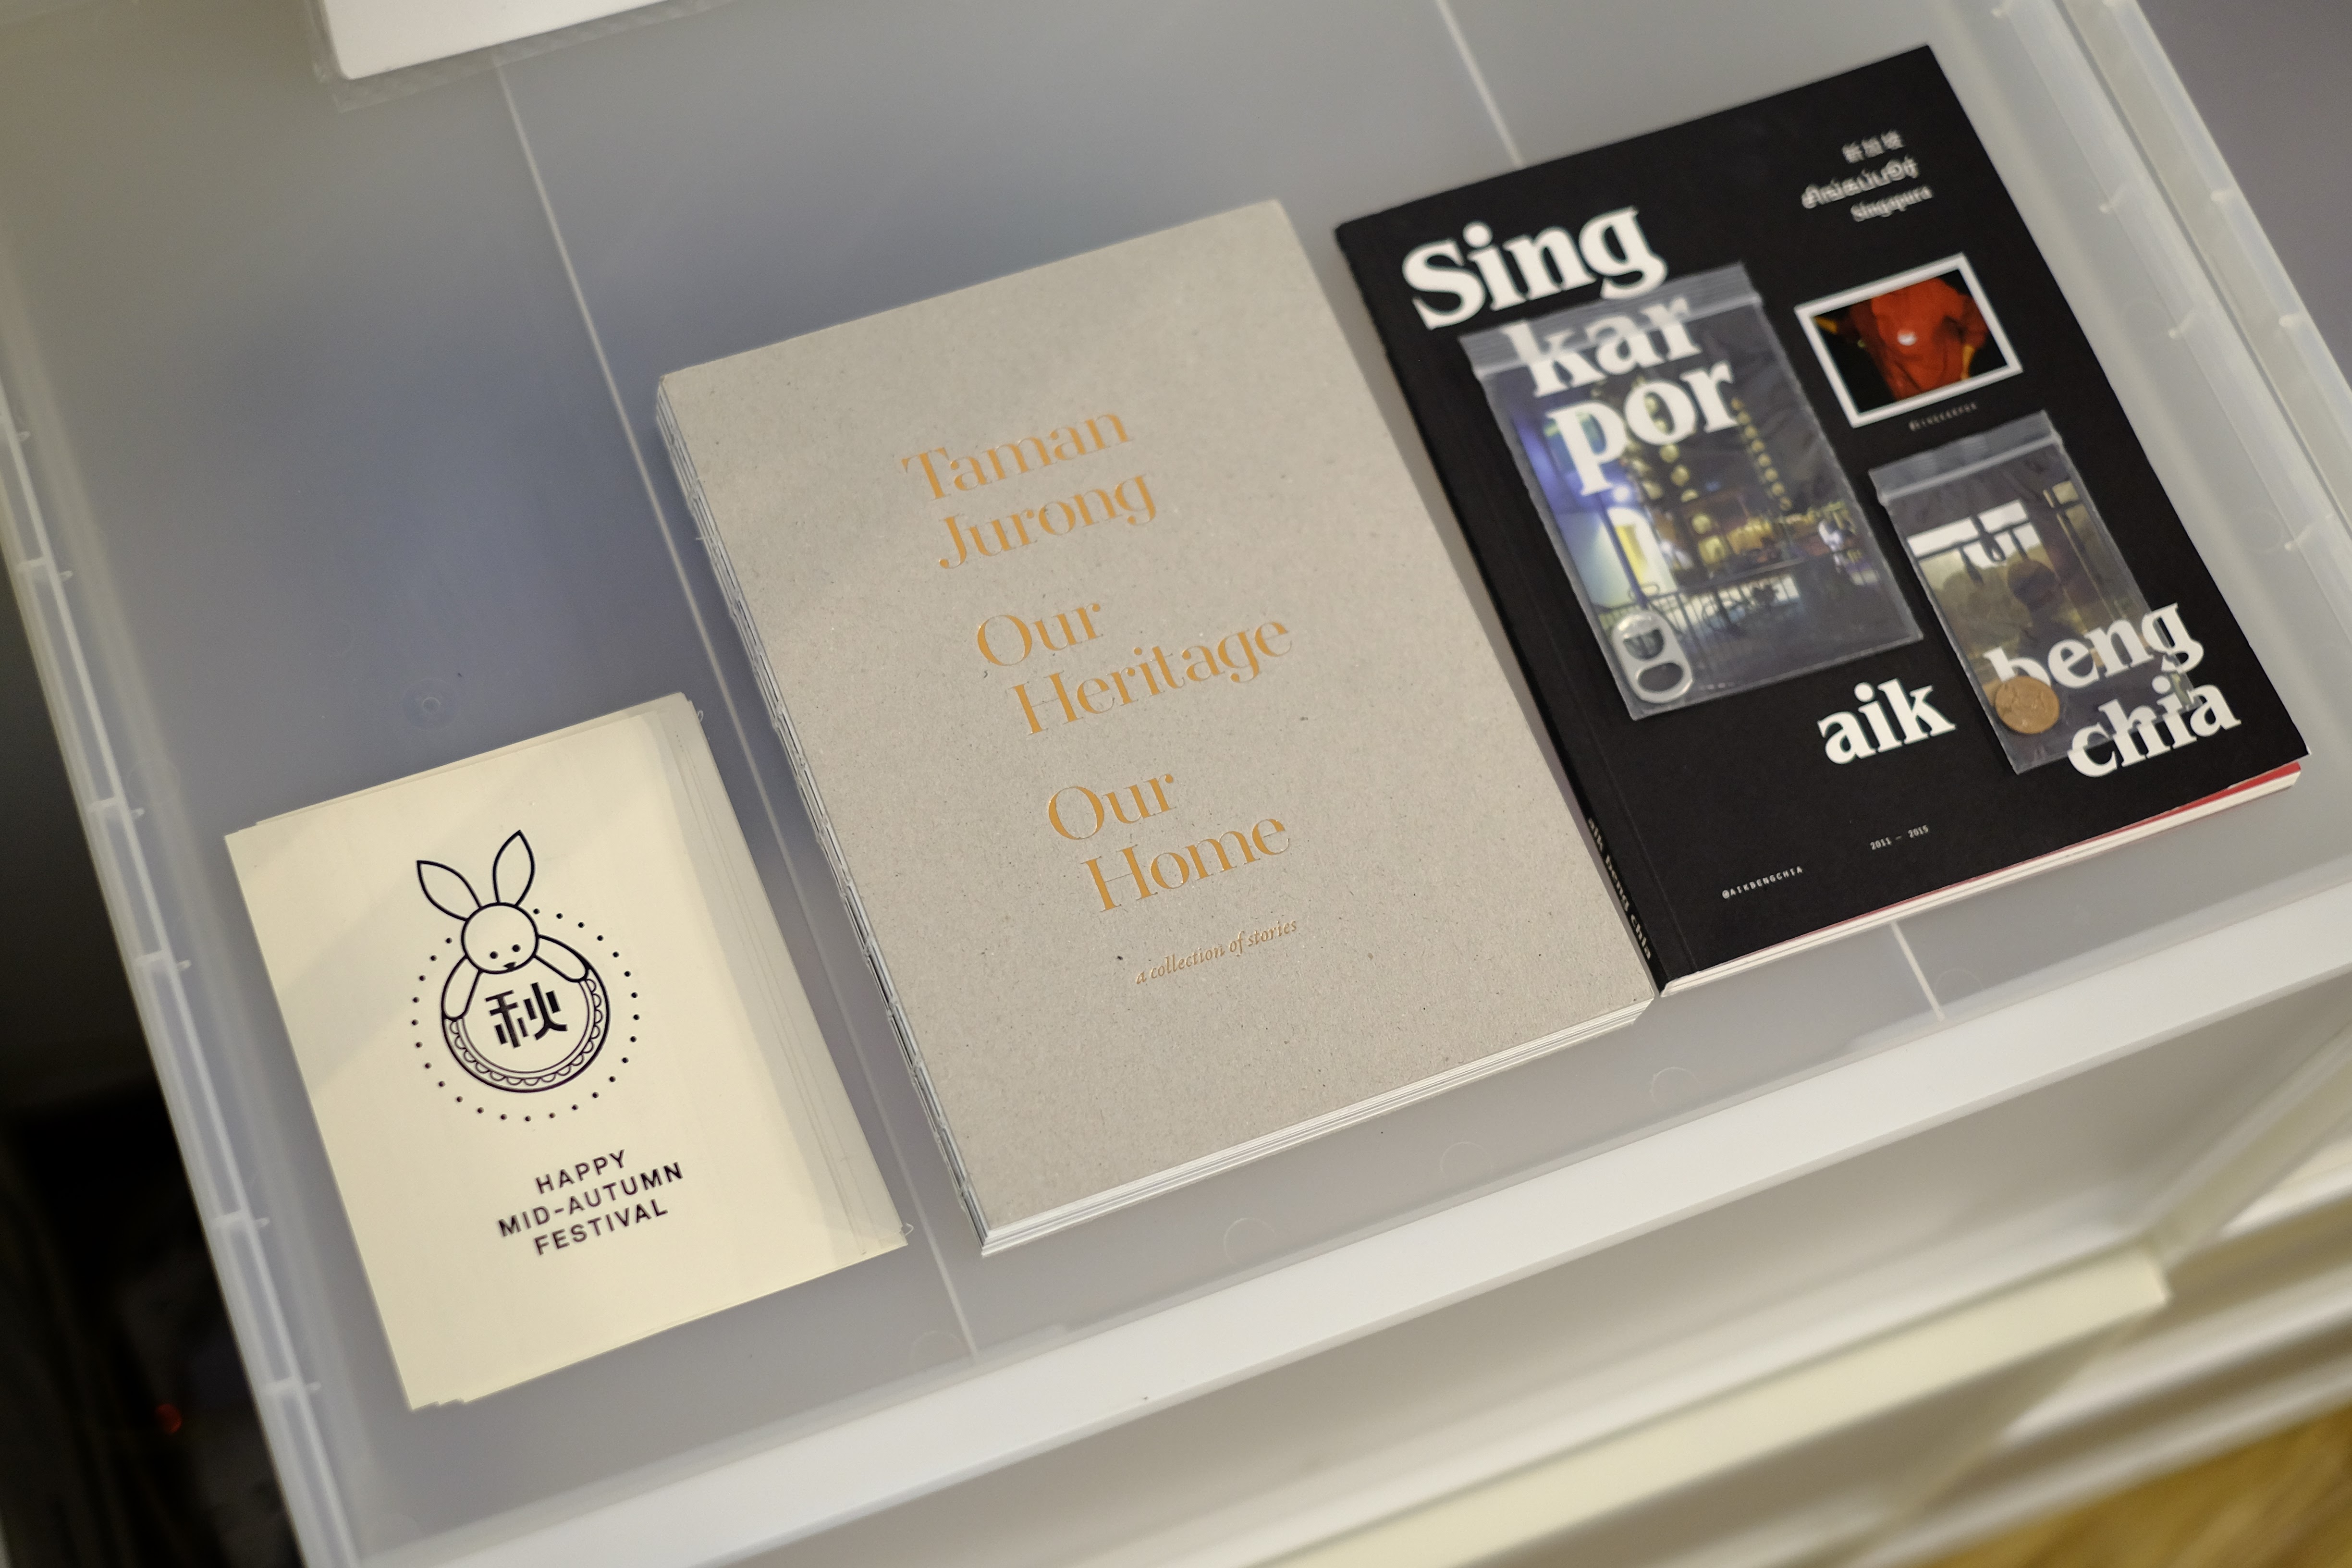 秋
HAPPY
MID-AUTUMN
FESTIVAL
Taman
Jurong
Our
Heritage
Our
Home
a collection of stories
新加坡
சிங்கப்பூர்
Singapura
Sing
kar
por
aik
beng
chia
@AIKBENGCHIA
2011 — 2015
aik beng chia